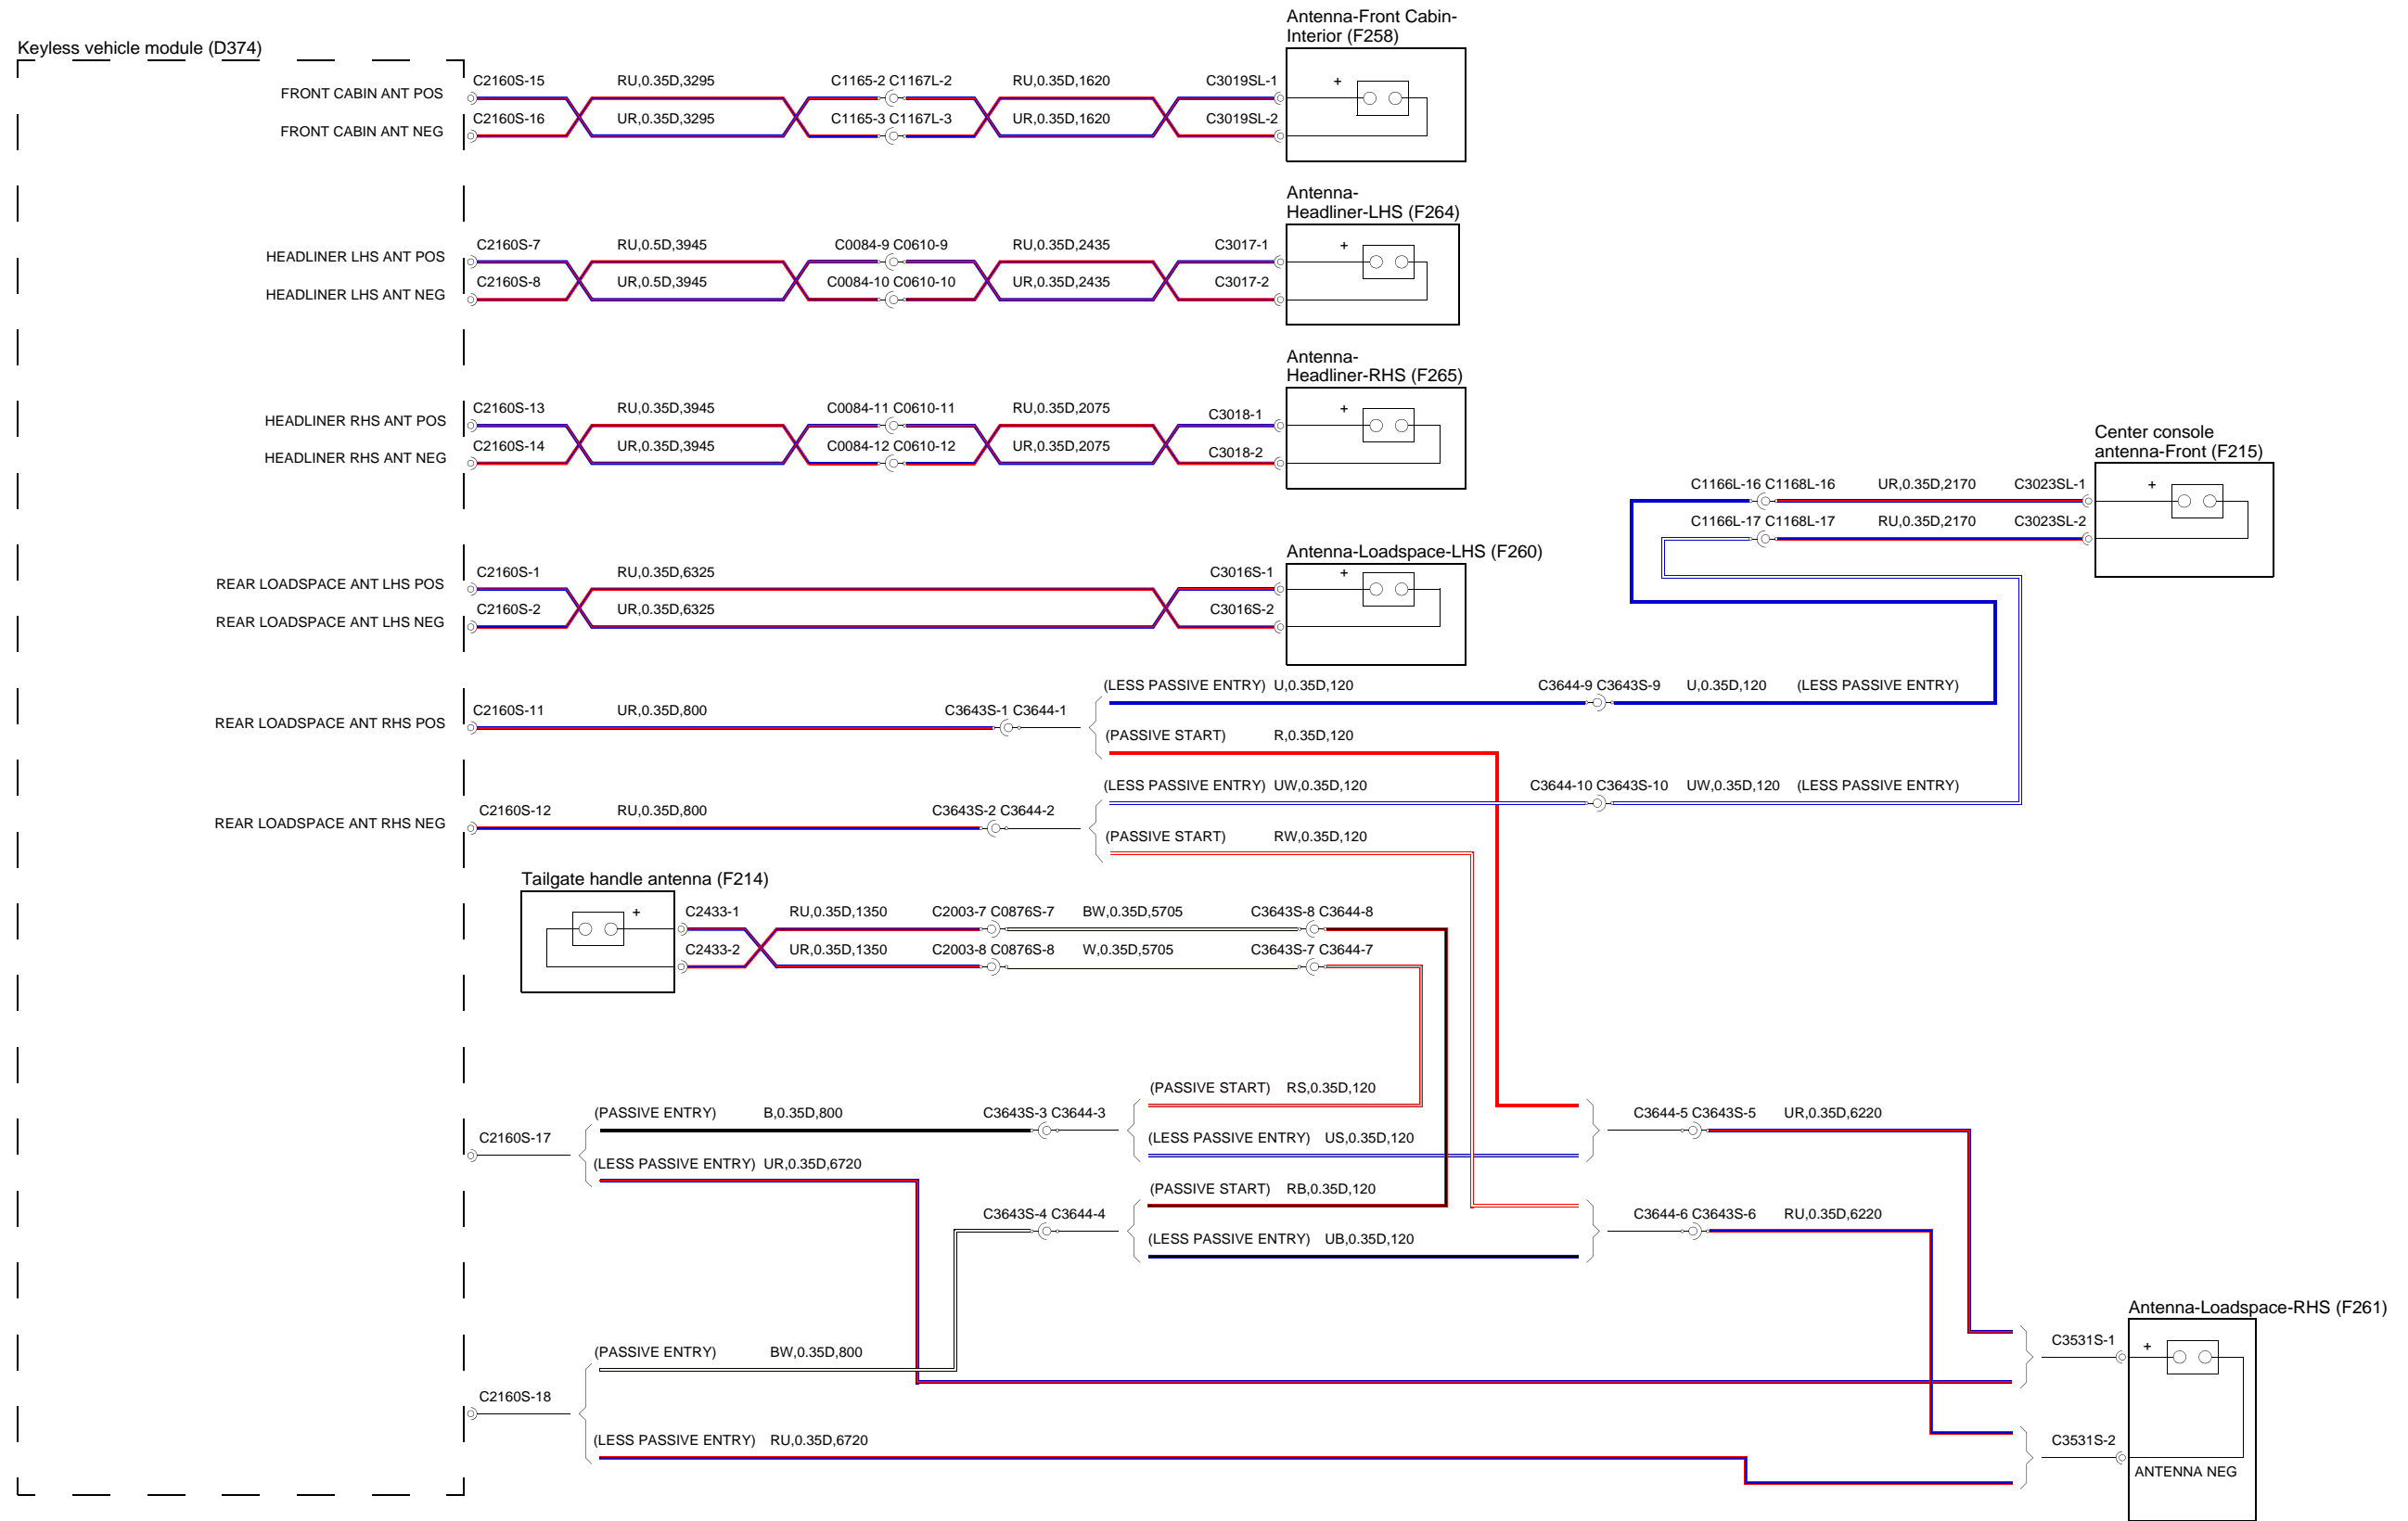 Antenna-Front Cabin-
Interior (F258)
Keyless vehicle module (D374)
C2160S-15 RU,0.35D,3295 C1165-2 C1167L-2 RU,0.35D,1620 C3019SL-1 +
FRONT CABIN ANT POS
C2160S-16 UR,0.35D,3295 C1165-3 C1167L-3 UR,0.35D,1620 C3019SL-2
FRONT CABIN ANT NEG
Antenna-
Headliner-LHS (F264)
C2160S-7 RU,0.5D,3945 C0084-9 C0610-9 RU,0.35D,2435 C3017-1 +
HEADLINER LHS ANT POS
C2160S-8 UR,0.5D,3945 C0084-10 C0610-10 UR,0.35D,2435 C3017-2
HEADLINER LHS ANT NEG
Antenna-
Headliner-RHS (F265)
C2160S-13 RU,0.35D,3945 C0084-11 C0610-11 RU,0.35D,2075 C3018-1 +
HEADLINER RHS ANT POS
C2160S-14 UR,0.35D,3945 C0084-12 C0610-12 UR,0.35D,2075 C3018-2
HEADLINER RHS ANT NEG
Center console
antenna-Front (F215)
C1166L-16 C1168L-16 UR,0.35D,2170 C3023SL-1 +
C1166L-17 C1168L-17 RU,0.35D,2170 C3023SL-2
Antenna-Loadspace-LHS (F260)
C2160S-1 RU,0.35D,6325 C3016S-1 +
REAR LOADSPACE ANT LHS POS
C2160S-2 UR,0.35D,6325 C3016S-2
REAR LOADSPACE ANT LHS NEG
(LESS PASSIVE ENTRY) U,0.35D,120 C3644-9 C3643S-9 U,0.35D,120 (LESS PASSIVE ENTRY)
C2160S-11 UR,0.35D,800 C3643S-1 C3644-1
REAR LOADSPACE ANT RHS POS
(PASSIVE START) R,0.35D,120
(LESS PASSIVE ENTRY) UW,0.35D,120 C3644-10 C3643S-10 UW,0.35D,120 (LESS PASSIVE ENTRY)
C2160S-12 RU,0.35D,800 C3643S-2 C3644-2
REAR LOADSPACE ANT RHS NEG
(PASSIVE START) RW,0.35D,120
Tailgate handle antenna (F214)
+ C2433-1 RU,0.35D,1350 C2003-7 C0876S-7 BW,0.35D,5705 C3643S-8 C3644-8
C2433-2 UR,0.35D,1350 C2003-8 C0876S-8 W,0.35D,5705 C3643S-7 C3644-7
(PASSIVE START) RS,0.35D,120
(PASSIVE ENTRY) B,0.35D,800 C3643S-3 C3644-3 C3644-5 C3643S-5 UR,0.35D,6220
C2160S-17 (LESS PASSIVE ENTRY) US,0.35D,120
(LESS PASSIVE ENTRY) UR,0.35D,6720
(PASSIVE START) RB,0.35D,120
C3643S-4 C3644-4 C3644-6 C3643S-6 RU,0.35D,6220
(LESS PASSIVE ENTRY) UB,0.35D,120
Antenna-Loadspace-RHS (F261)
C3531S-1 +
(PASSIVE ENTRY) BW,0.35D,800
C2160S-18
(LESS PASSIVE ENTRY) RU,0.35D,6720 C3531S-2
ANTENNA NEG